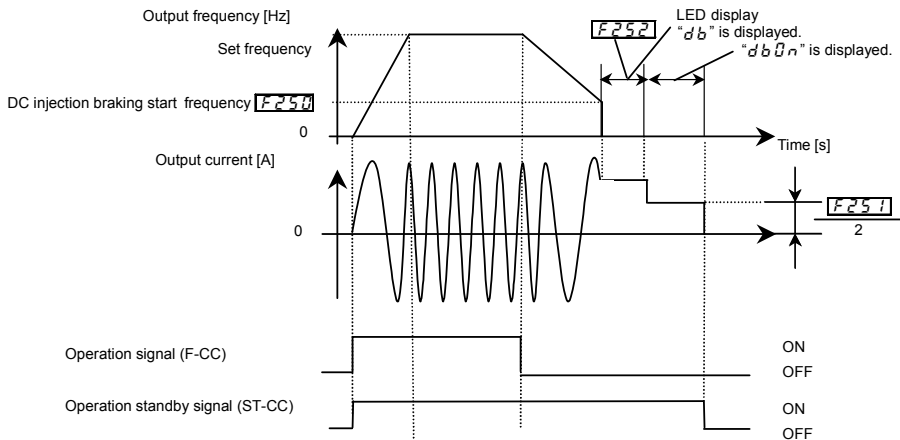 Output frequency [Hz]
Set frequency
DC injection braking start frequency F250
0
F252
LED display
“db” is displayed.
“dbOn” is displayed.
Time [s]
Output current [A]
0
F251
2
Operation signal (F-CC)
ON
OFF
Operation standby signal (ST-CC)
ON
OFF